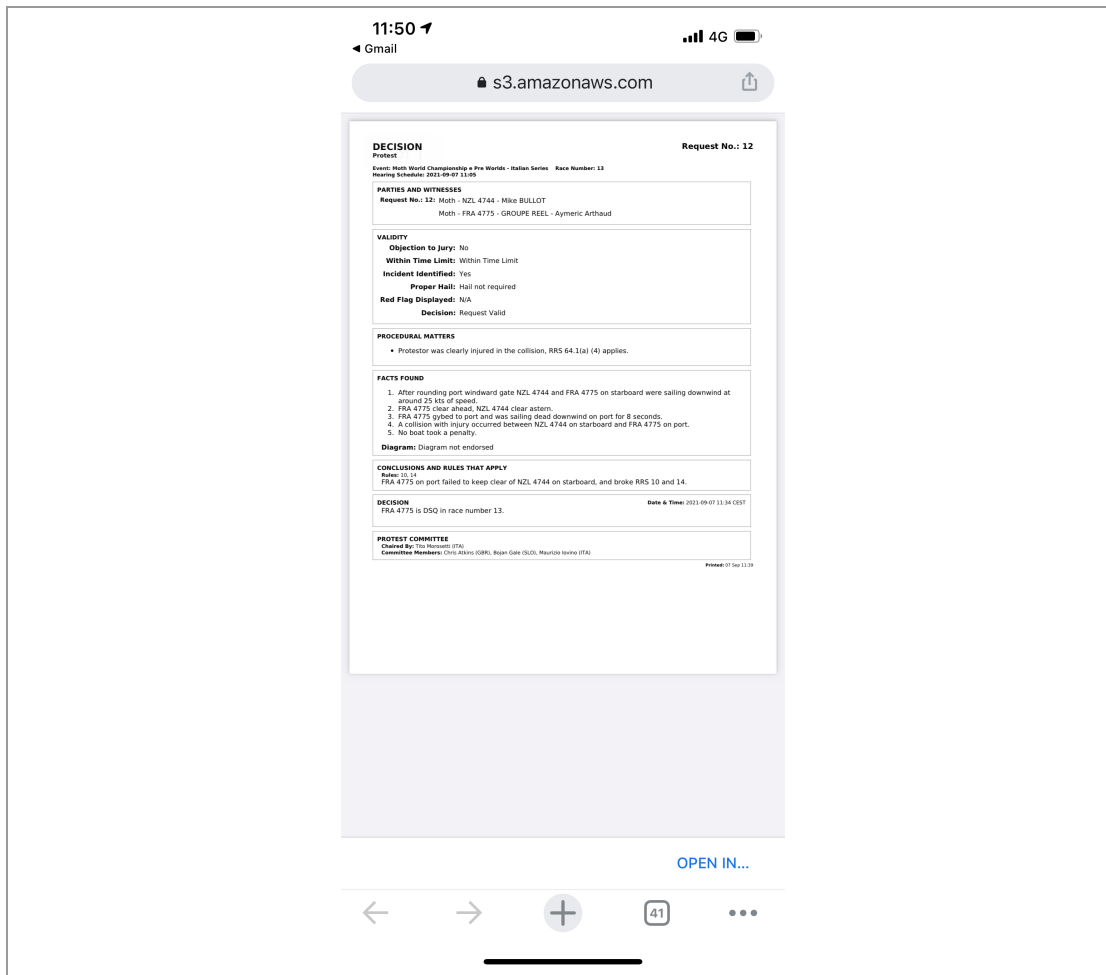 11:50
4G
◀ Gmail
s3.amazonaws.com
DECISION
Request No.: 12
Protest
Event: Moth World Championship e Pre Worlds - Italian Series Race Number: 13
Hearing Schedule: 2021-09-07 11:05
PARTIES AND WITNESSES
Request No.: 12: Moth - NZL 4744 - Mike BULLOT
Moth - FRA 4775 - GROUPE REEL - Aymeric Arthaud
VALIDITY
Objection to Jury: No
Within Time Limit: Within Time Limit
Incident Identified: Yes
Proper Hail: Hail not required
Red Flag Displayed: N/A
Decision: Request Valid
PROCEDURAL MATTERS
• Protestor was clearly injured in the collision, RRS 64.1(a) (4) applies.
FACTS FOUND
1. After rounding port windward gate NZL 4744 and FRA 4775 on starboard were sailing downwind at
around 25 kts of speed.
2. FRA 4775 clear ahead, NZL 4744 clear astern.
3. FRA 4775 gybed to port and was sailing dead downwind on port for 8 seconds.
4. A collision with injury occurred between NZL 4744 on starboard and FRA 4775 on port.
5. No boat took a penalty.
Diagram: Diagram not endorsed
CONCLUSIONS AND RULES THAT APPLY
Rules: 10, 14
FRA 4775 on port failed to keep clear of NZL 4744 on starboard, and broke RRS 10 and 14.
DECISION
Date & Time: 2021-09-07 11:34 CEST
FRA 4775 is DSQ in race number 13.
PROTEST COMMITTEE
Chaired By: Tito Morosetti (ITA)
Committee Members: Chris Atkins (GBR), Bojan Gale (SLO), Maurizio Iovino (ITA)
Printed: 07 Sep 11:39
OPEN IN...
41